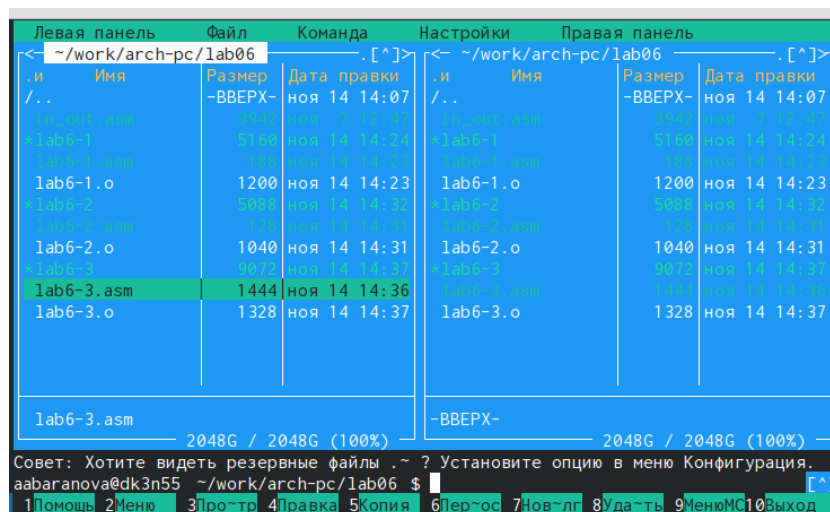 Левая панель Файл Команда Настройки Правая панель
<— ~/work/arch-pc/lab06 .[^]> <— ~/work/arch-pc/lab06 .[^]>
.и Имя Размер Дата правки .и Имя Размер Дата правки
/.. -ВВЕРХ- ноя 14 14:07 /.. -ВВЕРХ- ноя 14 14:07
in_out.asm 3942 ноя 7 12:47 in_out.asm 3942 ноя 7 12:47
*lab6-1 5160 ноя 14 14:24 *lab6-1 5160 ноя 14 14:24
lab6-1.asm 188 ноя 14 14:23 lab6-1.asm 188 ноя 14 14:23
lab6-1.o 1200 ноя 14 14:23 lab6-1.o 1200 ноя 14 14:23
*lab6-2 5088 ноя 14 14:32 *lab6-2 5088 ноя 14 14:32
lab6-2.asm 128 ноя 14 14:31 lab6-2.asm 128 ноя 14 14:31
lab6-2.o 1040 ноя 14 14:31 lab6-2.o 1040 ноя 14 14:31
*lab6-3 9072 ноя 14 14:37 *lab6-3 9072 ноя 14 14:37
lab6-3.asm 1444 ноя 14 14:36 lab6-3.asm 1444 ноя 14 14:36
lab6-3.o 1328 ноя 14 14:37 lab6-3.o 1328 ноя 14 14:37
lab6-3.asm -ВВЕРХ-
2048G / 2048G (100%) 2048G / 2048G (100%)
Совет: Хотите видеть резервные файлы .~ ? Установите опцию в меню Конфигурация.
aabaranova@dk3n55 ~/work/arch-pc/lab06 $ [^
1Помощь 2Меню 3Про~тр 4Правка 5Копия 6Пер~ос 7Нов~лг 8Уда~ть 9МенюMC 10Выход